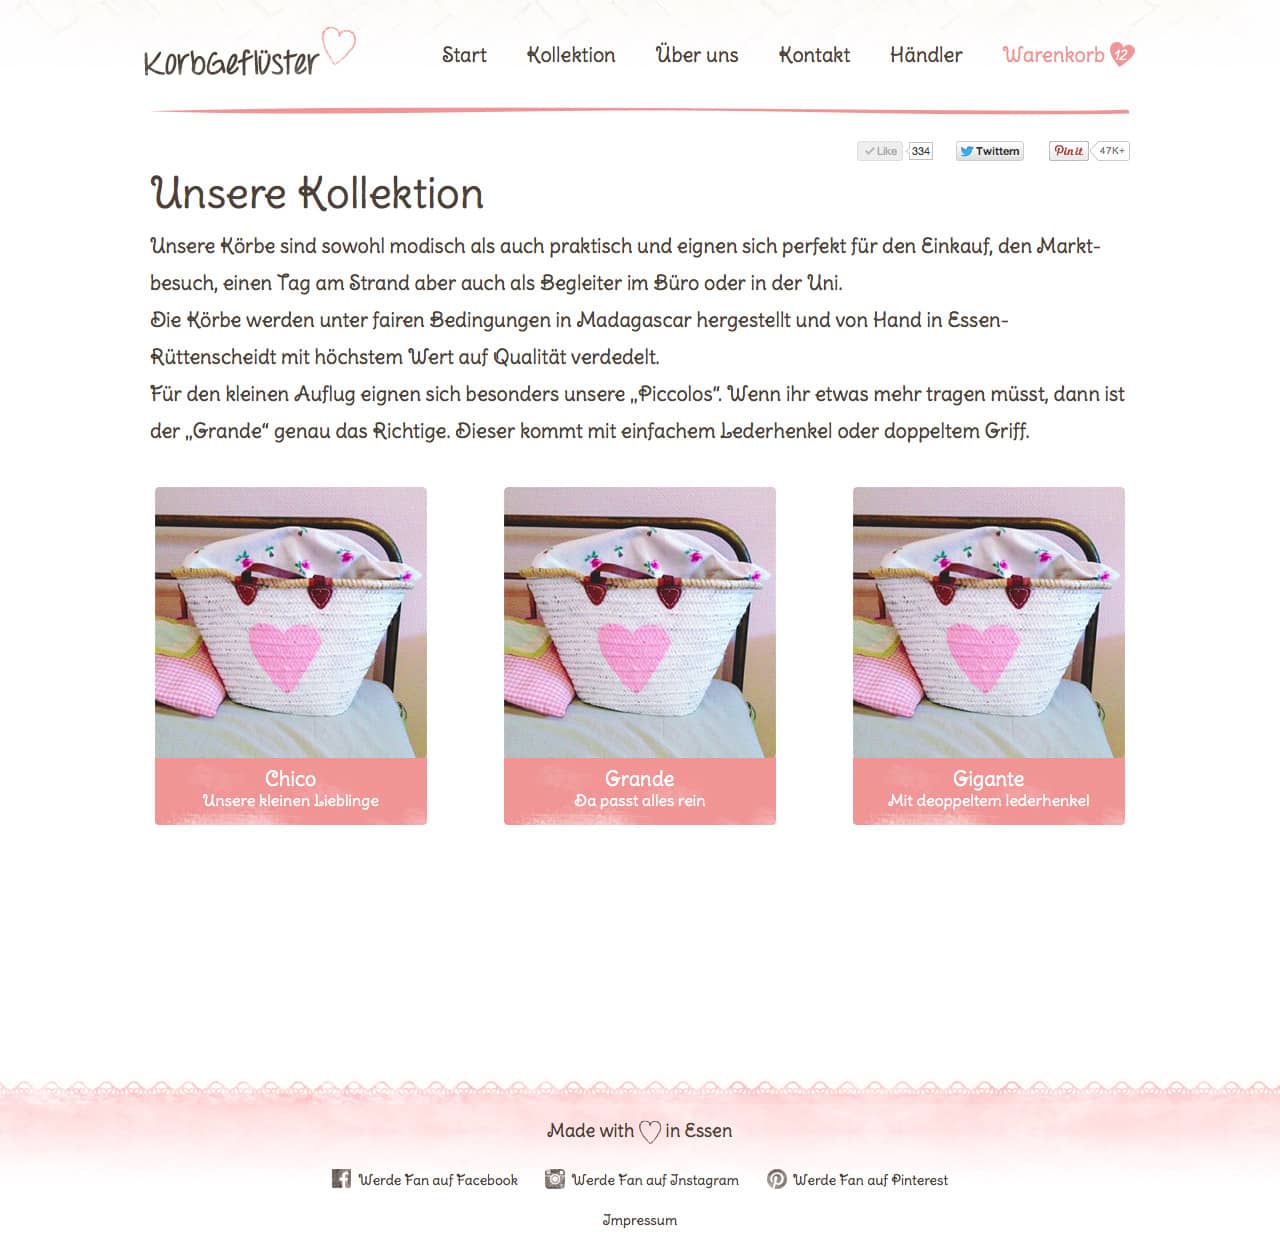 KorbGeflüster
Start Kollektion Über uns Kontakt Händler Warenkorb 12
Like 334 Twittern Pin it 47K+
Unsere Kollektion
Unsere Körbe sind sowohl modisch als auch praktisch und eignen sich perfekt für den Einkauf, den Markt-
besuch, einen Tag am Strand aber auch als Begleiter im Büro oder in der Uni.
Die Körbe werden unter fairen Bedingungen in Madagascar hergestellt und von Hand in Essen-
Rüttenscheidt mit höchstem Wert auf Qualität verdedelt.
Für den kleinen Auflug eignen sich besonders unsere „Piccolos“. Wenn ihr etwas mehr tragen müsst, dann ist
der „Grande“ genau das Richtige. Dieser kommt mit einfachem Lederhenkel oder doppeltem Griff.
Chico
Unsere kleinen Lieblinge
Grande
Da passt alles rein
Gigante
Mit deoppeltem lederhenkel
Made with in Essen
Werde Fan auf Facebook Werde Fan auf Instagram Werde Fan auf Pinterest
Impressum